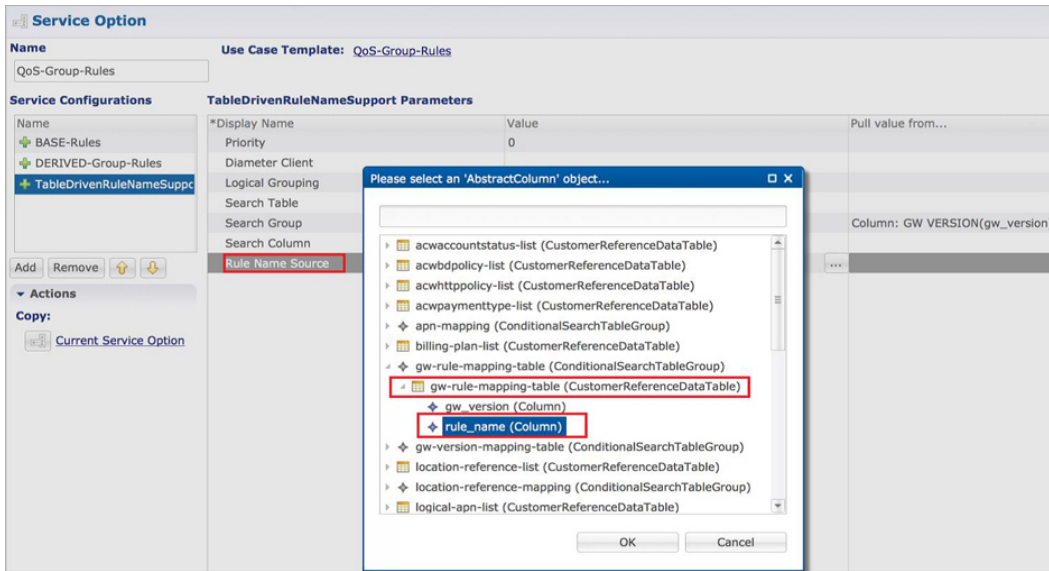 Service Option
Name
Use Case Template: QoS-Group-Rules
QoS-Group-Rules
Service Configurations
TableDrivenRuleNameSupport Parameters
Name
BASE-Rules
DERIVED-Group-Rules
TableDrivenRuleNameSuppo
*Display Name Value Pull value from...
Priority 0
Diameter Client
Logical Grouping
Search Table
Search Group Column: GW VERSION(gw_version
Search Column
Rule Name Source ...
Add Remove
Actions
Copy:
Current Service Option
Please select an 'AbstractColumn' object...
acwaccountstatus-list (CustomerReferenceDataTable)
acwbdpolicy-list (CustomerReferenceDataTable)
acwhttppolicy-list (CustomerReferenceDataTable)
acwpaymenttype-list (CustomerReferenceDataTable)
apn-mapping (ConditionalSearchTableGroup)
billing-plan-list (CustomerReferenceDataTable)
gw-rule-mapping-table (ConditionalSearchTableGroup)
gw-rule-mapping-table (CustomerReferenceDataTable)
gw_version (Column)
rule_name (Column)
gw-version-mapping-table (ConditionalSearchTableGroup)
location-reference-list (CustomerReferenceDataTable)
location-reference-mapping (ConditionalSearchTableGroup)
logical-apn-list (CustomerReferenceDataTable)
OK Cancel